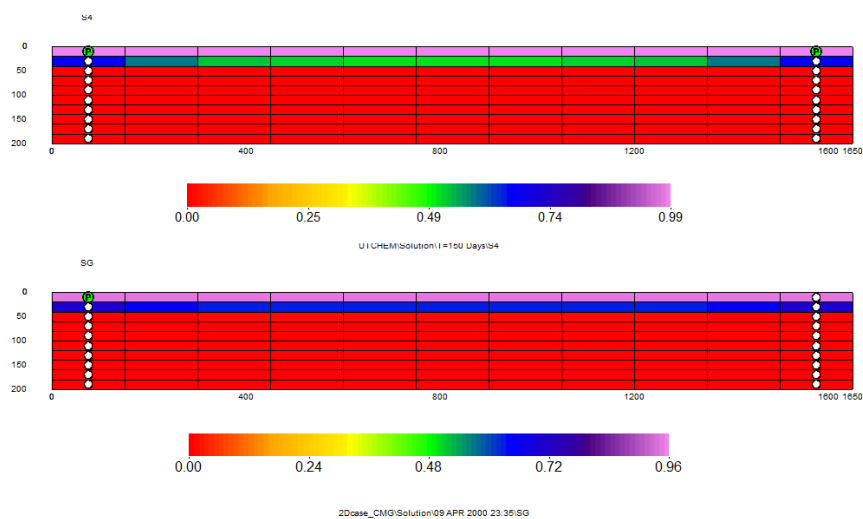 S4
P P
0
50
100
150
200
0 400 800 1200 1600 1650
0.00 0.25 0.49 0.74 0.99
UTCHEM\Solution\T=150 Days\S4
SG
P
0
50
100
150
200
0 400 800 1200 1600 1650
0.00 0.24 0.48 0.72 0.96
2Dcase_CMG\Solution\09 APR 2000 23:35\SG